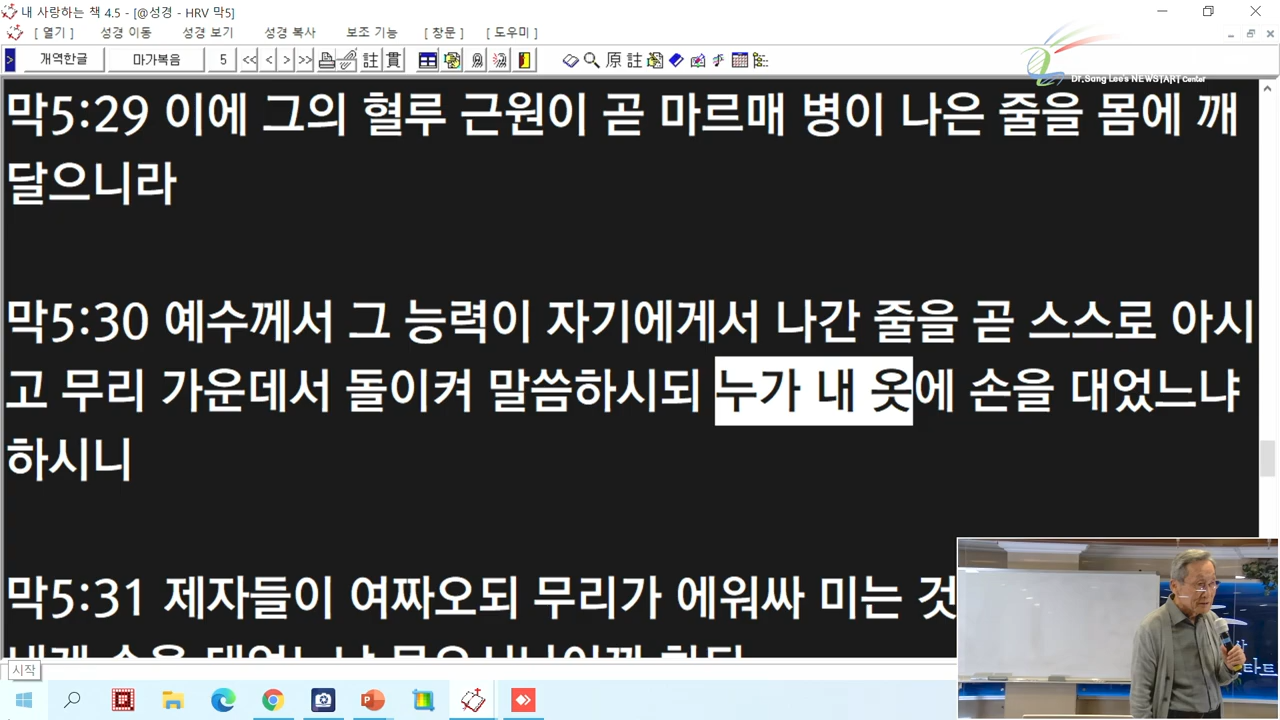 내 사랑하는 책 4.5 - [@성경 - HRV 막5]
[ 열기 ] 성경 이동 성경 보기 성경 복사 보조 기능 [ 창문 ] [ 도우미 ]
> 개역한글 마가복음 5 << < > >> 註 貫 原 註
Dr.Sang Lee's NEWSTART Center
막5:29 이에 그의 혈루 근원이 곧 마르매 병이 나은 줄을 몸에 깨
달으니라
막5:30 예수께서 그 능력이 자기에게서 나간 줄을 곧 스스로 아시
고 무리 가운데서 돌이켜 말씀하시되 누가 내 옷에 손을 대었느냐
하시니
막5:31 제자들이 여짜오되 무리가 에워싸 미는 것
시작